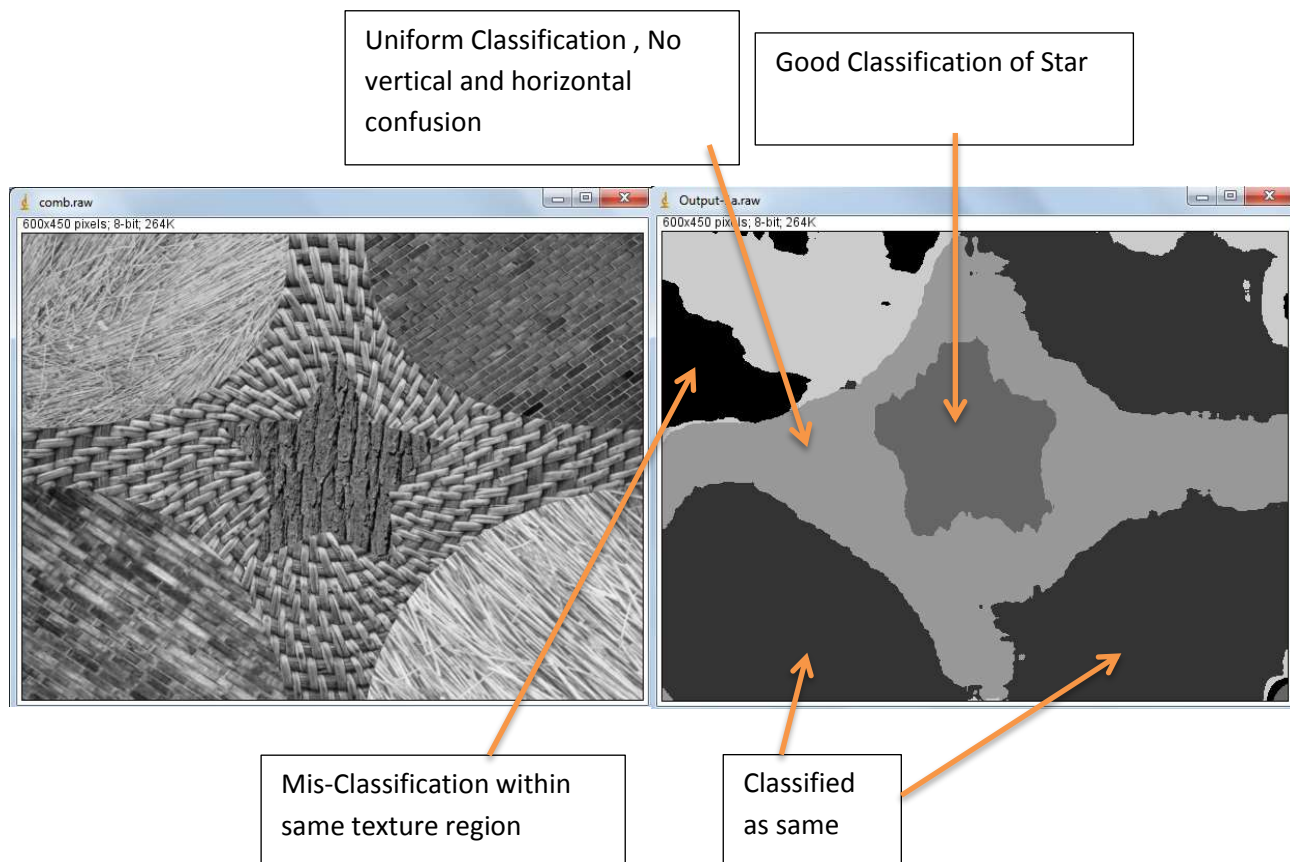 Uniform Classification , No
vertical and horizontal
confusion
Good Classification of Star
comb.raw
600x450 pixels; 8-bit; 264K
600x450 pixels; 8-bit; 264K
Mis-Classification within
same texture region
Classified
as same